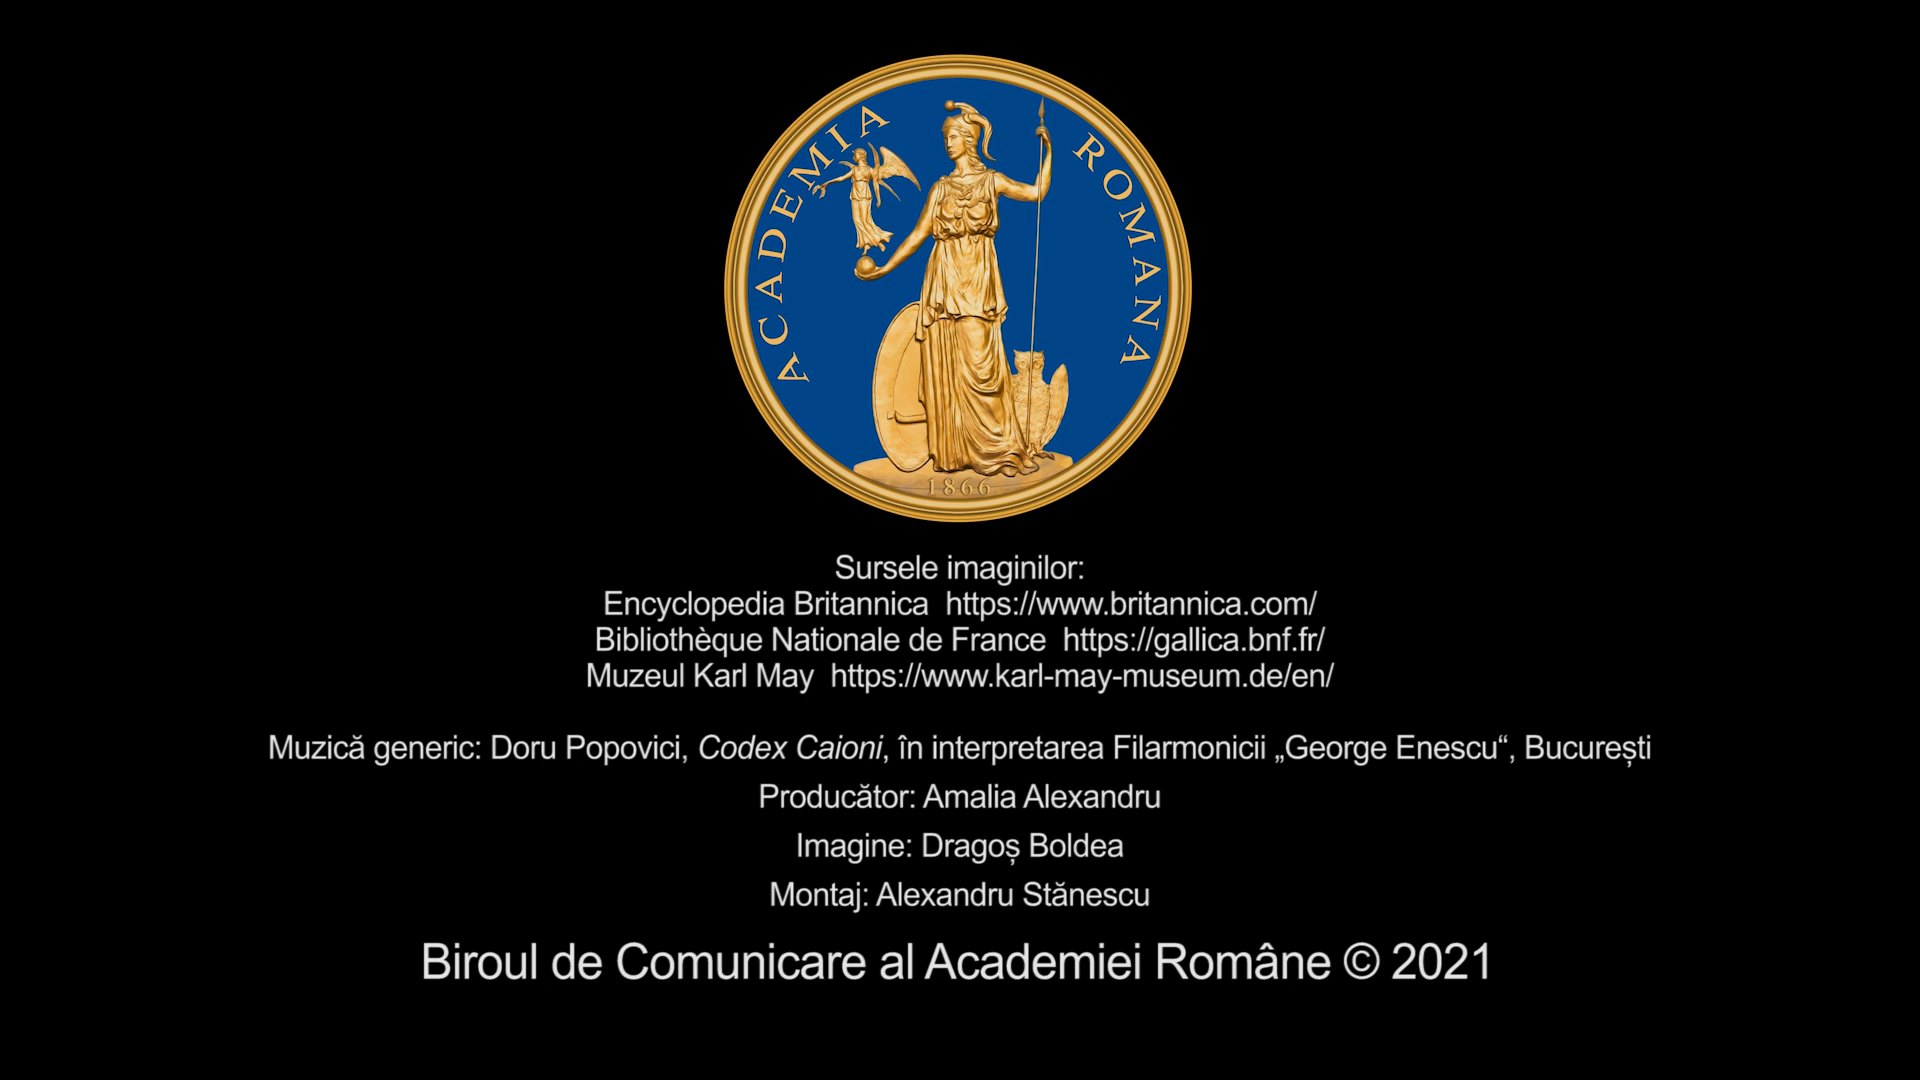 ACADEMIA ROMANA
1866
Sursele imaginilor:
Encyclopedia Britannica  https://www.britannica.com/
Bibliothèque Nationale de France  https://gallica.bnf.fr/
Muzeul Karl May  https://www.karl-may-museum.de/en/
Muzică generic: Doru Popovici, Codex Caioni, în interpretarea Filarmonicii „George Enescu“, București
Producător: Amalia Alexandru
Imagine: Dragoș Boldea
Montaj: Alexandru Stănescu
Biroul de Comunicare al Academiei Române © 2021